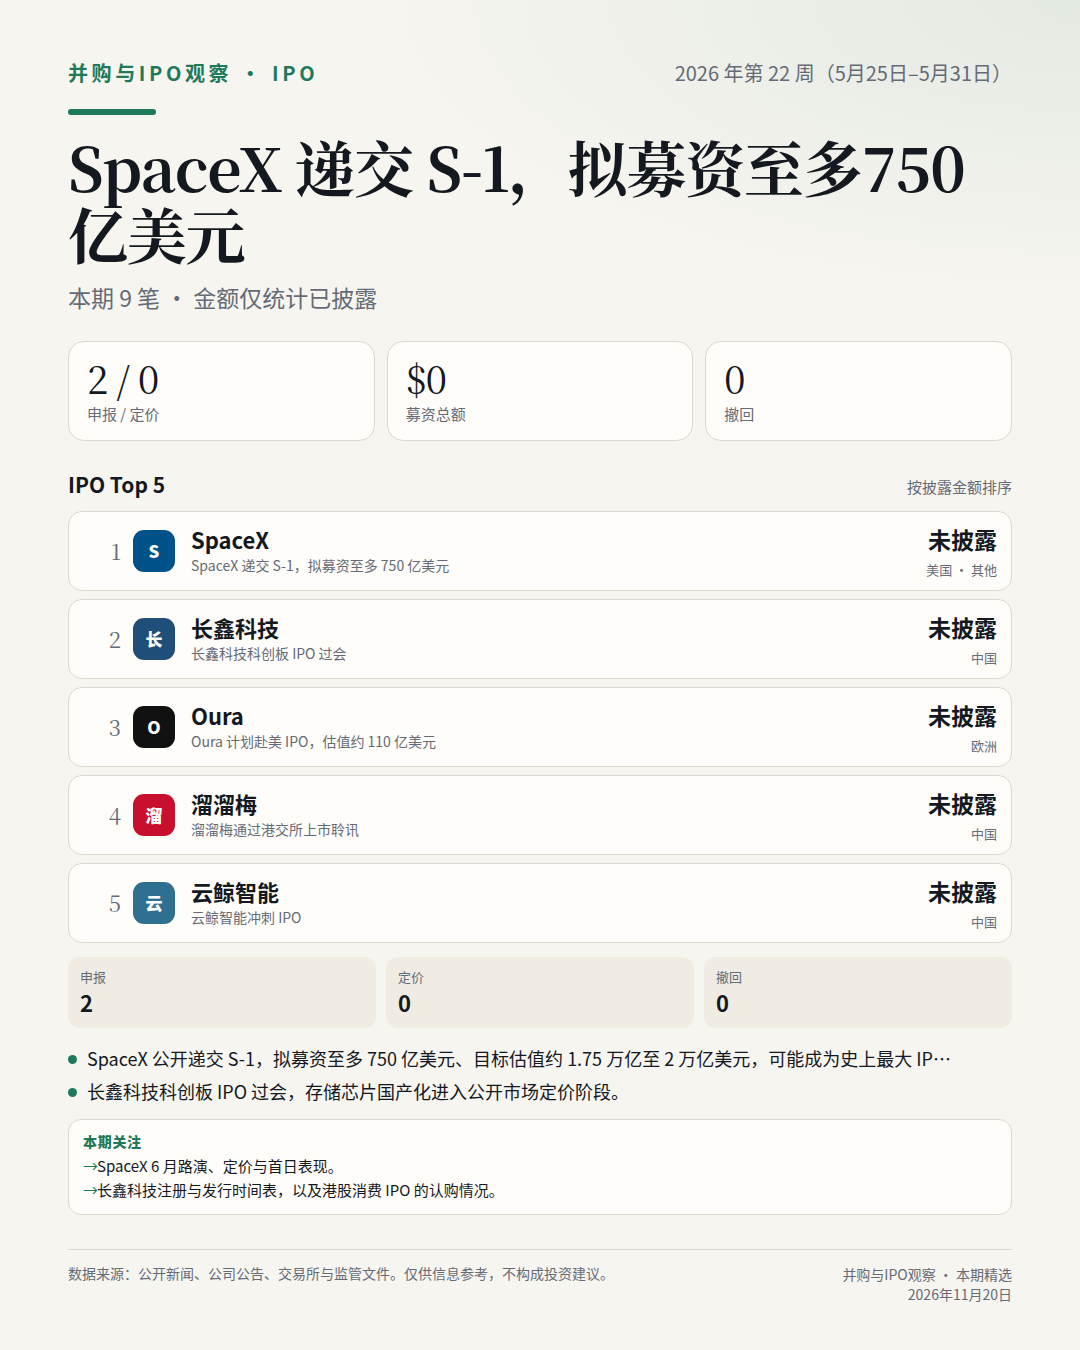 并购与IPO观察 · IPO
2026 年第 22 周（5月25日–5月31日）
SpaceX 递交 S-1，拟募资至多750
亿美元
本期 9 笔 · 金额仅统计已披露
2 / 0
申报 / 定价
$0
募资总额
0
撤回
IPO Top 5
按披露金额排序
1
S
SpaceX
SpaceX 递交 S-1，拟募资至多 750 亿美元
未披露
美国 · 其他
2
长
长鑫科技
长鑫科技科创板 IPO 过会
未披露
中国
3
O
Oura
Oura 计划赴美 IPO，估值约 110 亿美元
未披露
欧洲
4
溜
溜溜梅
溜溜梅通过港交所上市聆讯
未披露
中国
5
云
云鲸智能
云鲸智能冲刺 IPO
未披露
中国
申报
2
定价
0
撤回
0
SpaceX 公开递交 S-1，拟募资至多 750 亿美元、目标估值约 1.75 万亿至 2 万亿美元，可能成为史上最大 IP…
长鑫科技科创板 IPO 过会，存储芯片国产化进入公开市场定价阶段。
本期关注
→SpaceX 6 月路演、定价与首日表现。
→长鑫科技注册与发行时间表，以及港股消费 IPO 的认购情况。
数据来源：公开新闻、公司公告、交易所与监管文件。仅供信息参考，不构成投资建议。
并购与IPO观察 · 本期精选
2026年11月20日